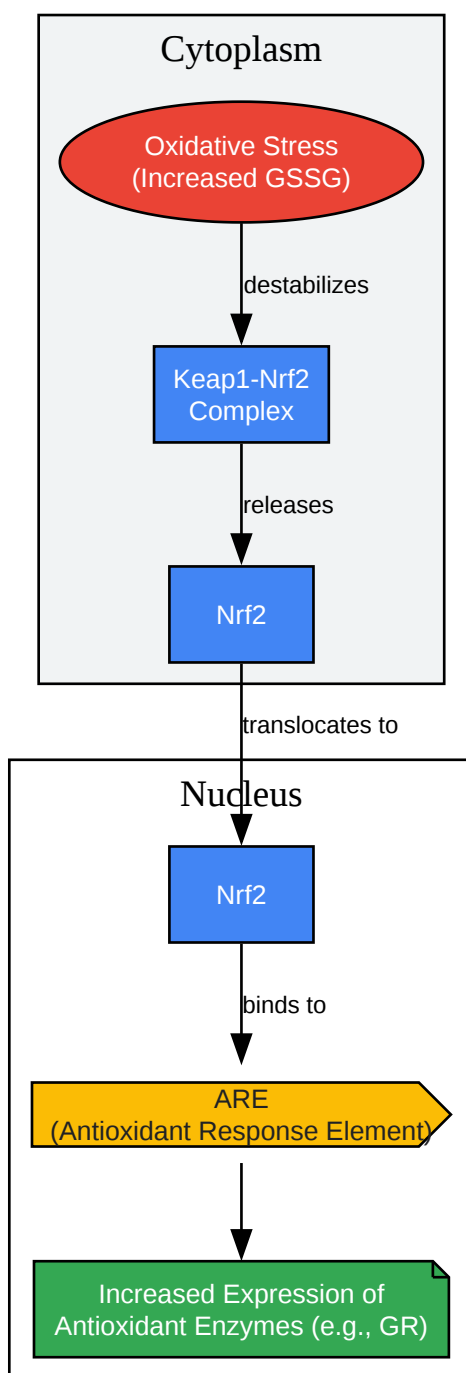 Cytoplasm
Oxidative Stress
(Increased GSSG)
destabilizes
Keap1-Nrf2
Complex
releases
Nrf2
translocates to
Nucleus
Nrf2
binds to
ARE
(Antioxidant Response Element)
Increased Expression of
Antioxidant Enzymes (e.g., GR)